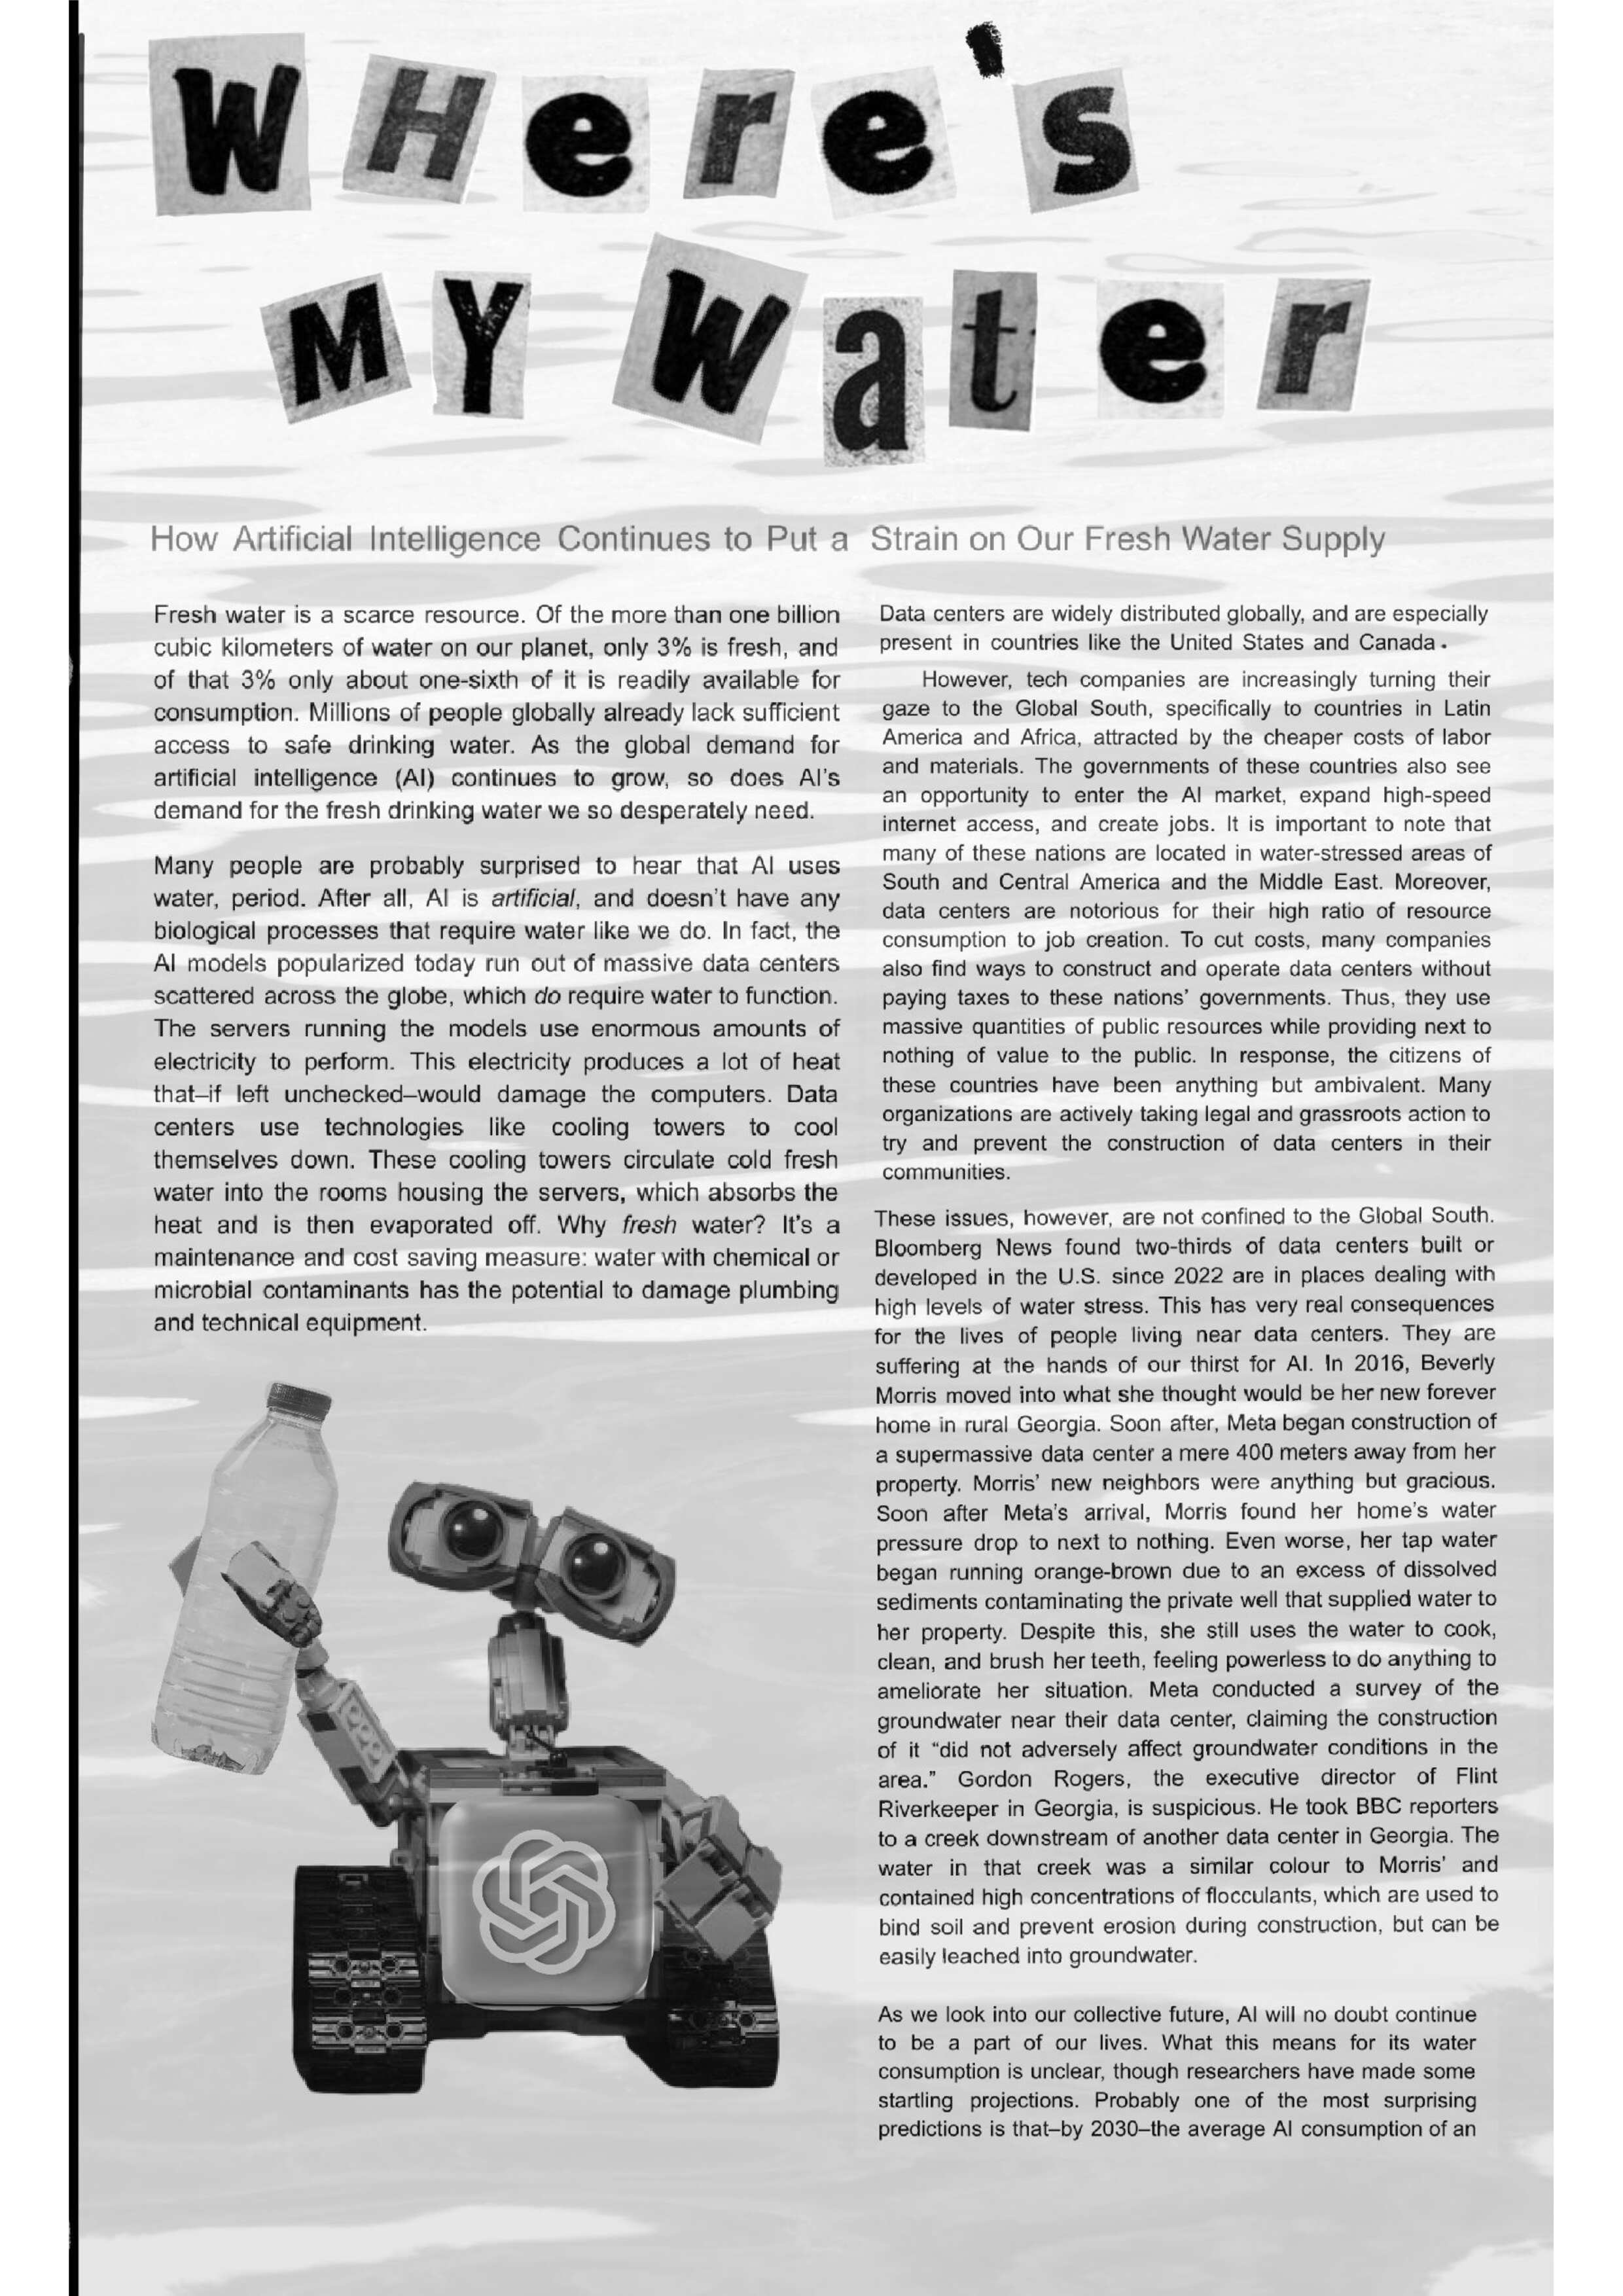 WHere's
MY Water
How Artificial Intelligence Continues to Put a Strain on Our Fresh Water Supply
Fresh water is a scarce resource. Of the more than one billion
cubic kilometers of water on our planet, only 3% is fresh, and
of that 3% only about one-sixth of it is readily available for
consumption. Millions of people globally already lack sufficient
access to safe drinking water. As the global demand for
artificial intelligence (AI) continues to grow, so does AI's
demand for the fresh drinking water we so desperately need.
Many people are probably surprised to hear that AI uses
water, period. After all, AI is artificial, and doesn't have any
biological processes that require water like we do. In fact, the
AI models popularized today run out of massive data centers
scattered across the globe, which do require water to function.
The servers running the models use enormous amounts of
electricity to perform. This electricity produces a lot of heat
that–if left unchecked–would damage the computers. Data
centers use technologies like cooling towers to cool
themselves down. These cooling towers circulate cold fresh
water into the rooms housing the servers, which absorbs the
heat and is then evaporated off. Why fresh water? It's a
maintenance and cost saving measure: water with chemical or
microbial contaminants has the potential to damage plumbing
and technical equipment.
Data centers are widely distributed globally, and are especially
present in countries like the United States and Canada.
However, tech companies are increasingly turning their
gaze to the Global South, specifically to countries in Latin
America and Africa, attracted by the cheaper costs of labor
and materials. The governments of these countries also see
an opportunity to enter the AI market, expand high-speed
internet access, and create jobs. It is important to note that
many of these nations are located in water-stressed areas of
South and Central America and the Middle East. Moreover,
data centers are notorious for their high ratio of resource
consumption to job creation. To cut costs, many companies
also find ways to construct and operate data centers without
paying taxes to these nations' governments. Thus, they use
massive quantities of public resources while providing next to
nothing of value to the public. In response, the citizens of
these countries have been anything but ambivalent. Many
organizations are actively taking legal and grassroots action to
try and prevent the construction of data centers in their
communities.
These issues, however, are not confined to the Global South.
Bloomberg News found two-thirds of data centers built or
developed in the U.S. since 2022 are in places dealing with
high levels of water stress. This has very real consequences
for the lives of people living near data centers. They are
suffering at the hands of our thirst for AI. In 2016, Beverly
Morris moved into what she thought would be her new forever
home in rural Georgia. Soon after, Meta began construction of
a supermassive data center a mere 400 meters away from her
property. Morris' new neighbors were anything but gracious.
Soon after Meta's arrival, Morris found her home's water
pressure drop to next to nothing. Even worse, her tap water
began running orange-brown due to an excess of dissolved
sediments contaminating the private well that supplied water to
her property. Despite this, she still uses the water to cook,
clean, and brush her teeth, feeling powerless to do anything to
ameliorate her situation. Meta conducted a survey of the
groundwater near their data center, claiming the construction
of it “did not adversely affect groundwater conditions in the
area.” Gordon Rogers, the executive director of Flint
Riverkeeper in Georgia, is suspicious. He took BBC reporters
to a creek downstream of another data center in Georgia. The
water in that creek was a similar colour to Morris' and
contained high concentrations of flocculants, which are used to
bind soil and prevent erosion during construction, but can be
easily leached into groundwater.
As we look into our collective future, AI will no doubt continue
to be a part of our lives. What this means for its water
consumption is unclear, though researchers have made some
startling projections. Probably one of the most surprising
predictions is that–by 2030–the average AI consumption of an